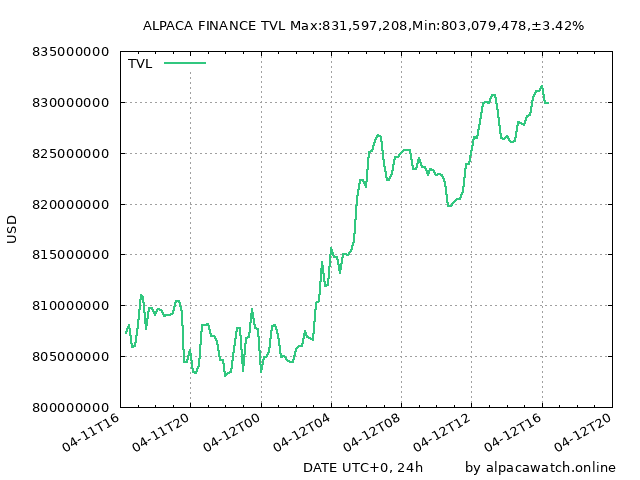 ALPACA FINANCE TVL Max:831,597,208,Min:803,079,478,±3.42%
835000000
TVL
830000000
825000000
820000000
USD
815000000
810000000
805000000
800000000
04-11T16 04-11T20 04-12T00 04-12T04 04-12T08 04-12T12 04-12T16 04-12T20
DATE UTC+0, 24h by alpacawatch.online